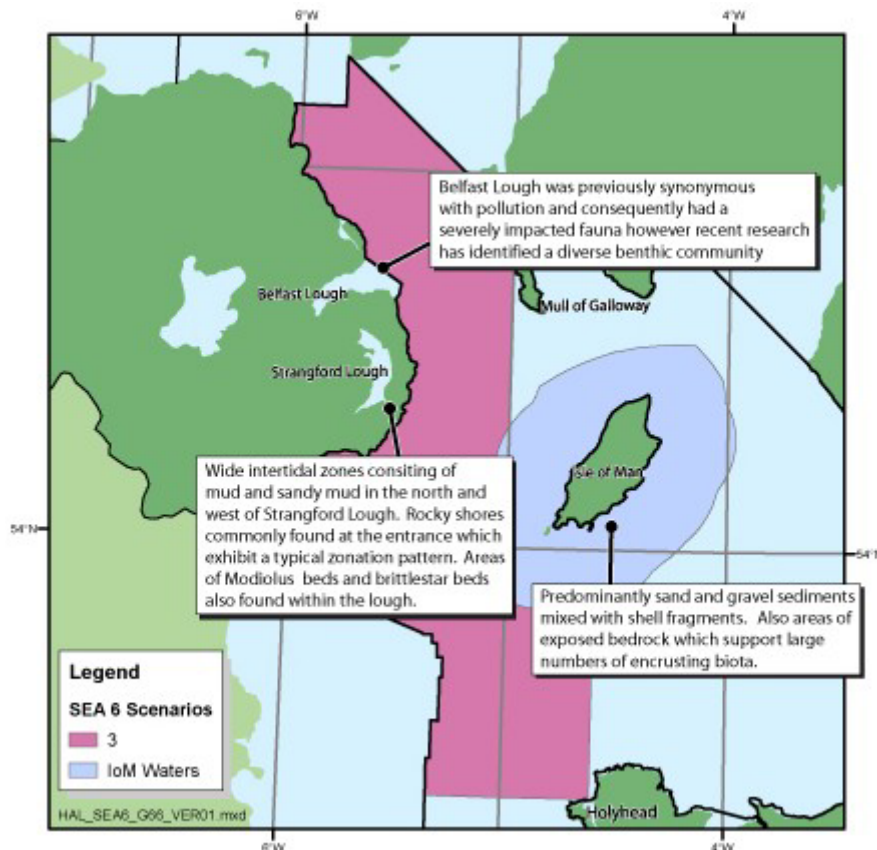 6°W
4°W
Belfast Lough was previously synonymous
with pollution and consequently had a
severely impacted fauna however recent research
has identified a diverse benthic community
Belfast Lough
Mull of Galloway
Strangford Lough
Wide intertidal zones consiting of
mud and sandy mud in the north and
west of Strangford Lough. Rocky shores
commonly found at the entrance which
exhibit a typical zonation pattern. Areas
of Modiolus beds and brittlestar beds
also found within the lough.
Isle of Man
54°N
54°N
Predominantly sand and gravel sediments
mixed with shell fragments. Also areas of
exposed bedrock which support large
numbers of encrusting biota.
Legend
SEA 6 Scenarios
3
IoM Waters
HAL_SEA6_G66_VER01.mxd
Holyhead
6°W
4°W